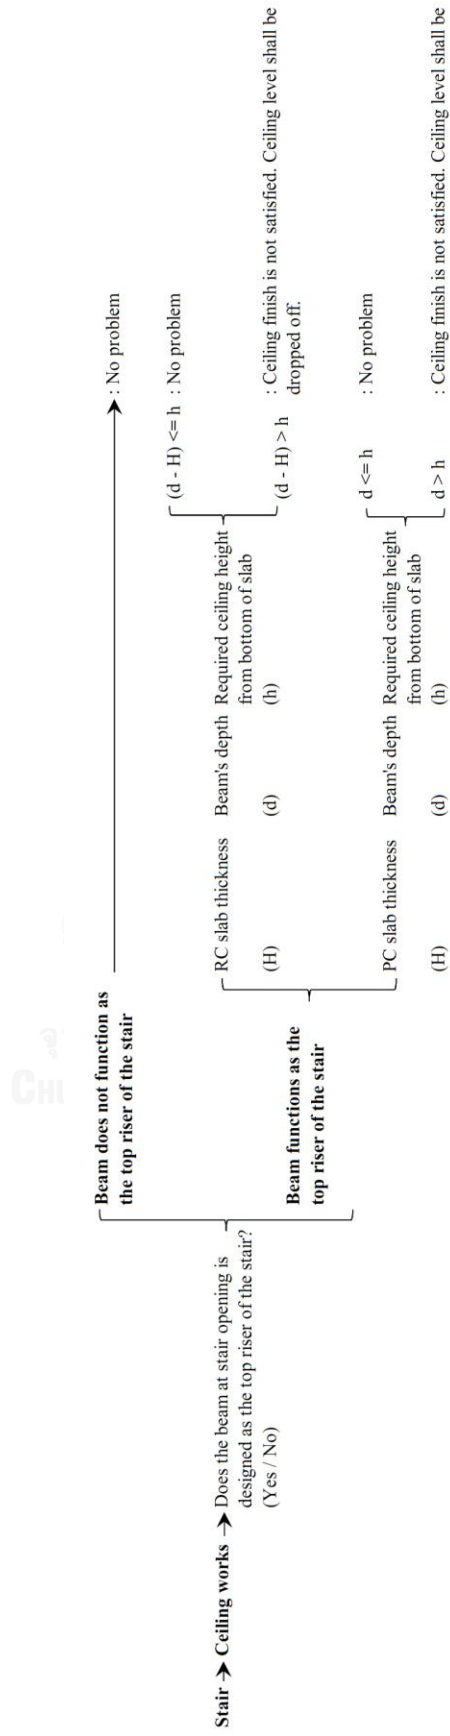 Stair → Ceiling works → Does the beam at stair opening is
designed as the top riser of the stair?
(Yes / No)
Beam does not function as
the top riser of the stair
: No problem
Beam functions as the
top riser of the stair
RC slab thickness
(H)
Beam's depth
(d)
Required ceiling height
from bottom of slab
(h)
(d - H) <= h : No problem
(d - H) > h
: Ceiling finish is not satisfied. Ceiling level shall be
dropped off.
PC slab thickness
(H)
Beam's depth
(d)
Required ceiling height
from bottom of slab
(h)
d <= h : No problem
d > h : Ceiling finish is not satisfied. Ceiling level shall be